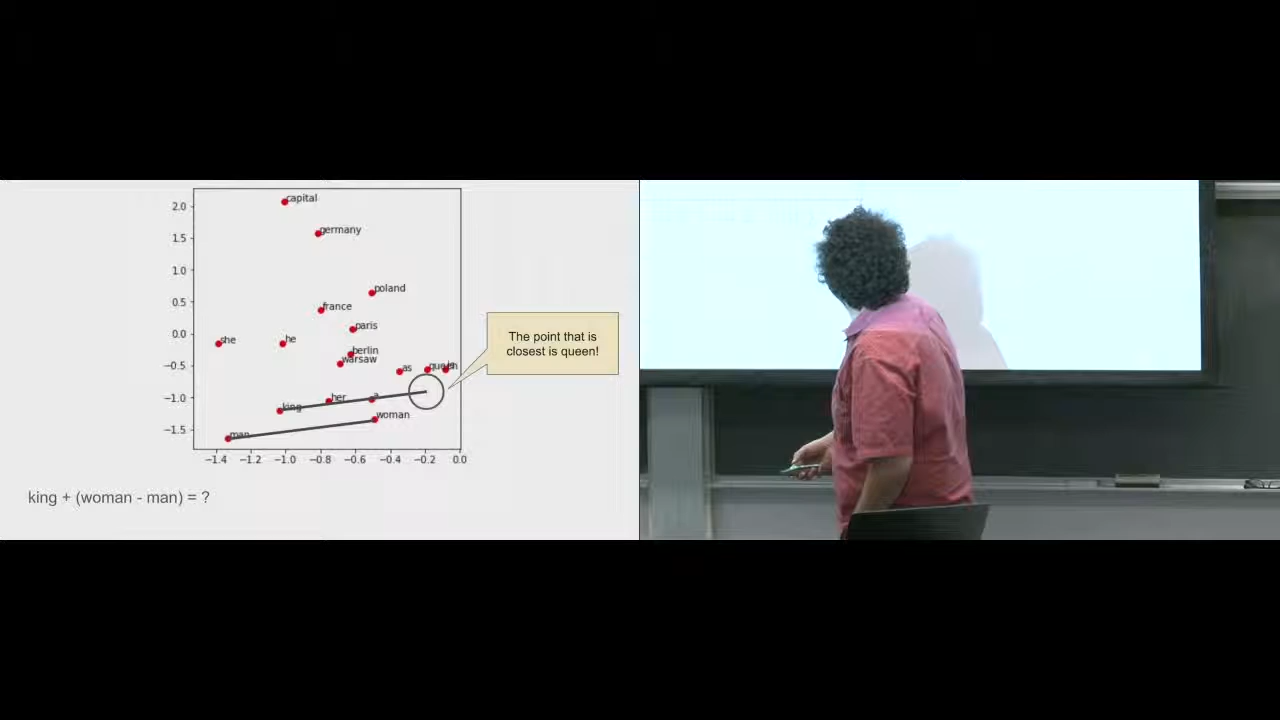 2.0
1.5
1.0
0.5
0.0
−0.5
−1.0
−1.5
−1.4 −1.2 −1.0 −0.8 −0.6 −0.4 −0.2 0.0
capital
germany
poland
france
paris
she
he
berlin
warsaw
as
her
a
king
woman
man
The point that is
closest is queen!
king + (woman - man) = ?